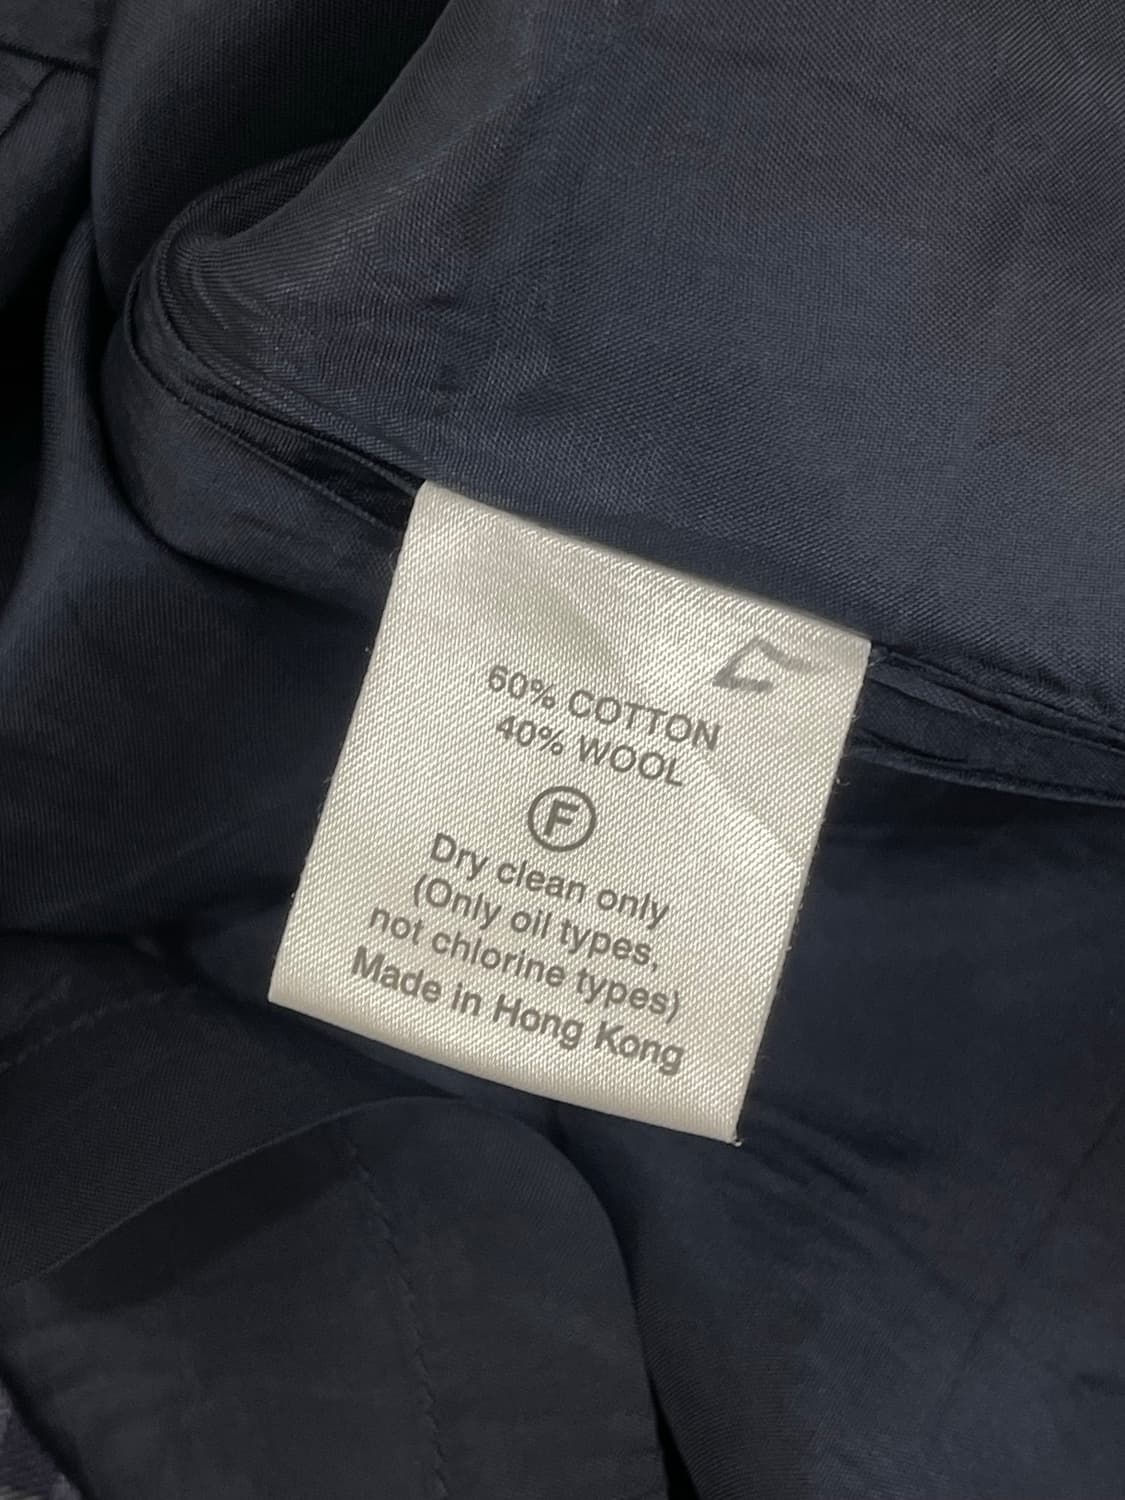 60% COTTON
40% WOOL
F
Dry clean only
(Only oil types,
not chlorine types)
Made in Hong Kong